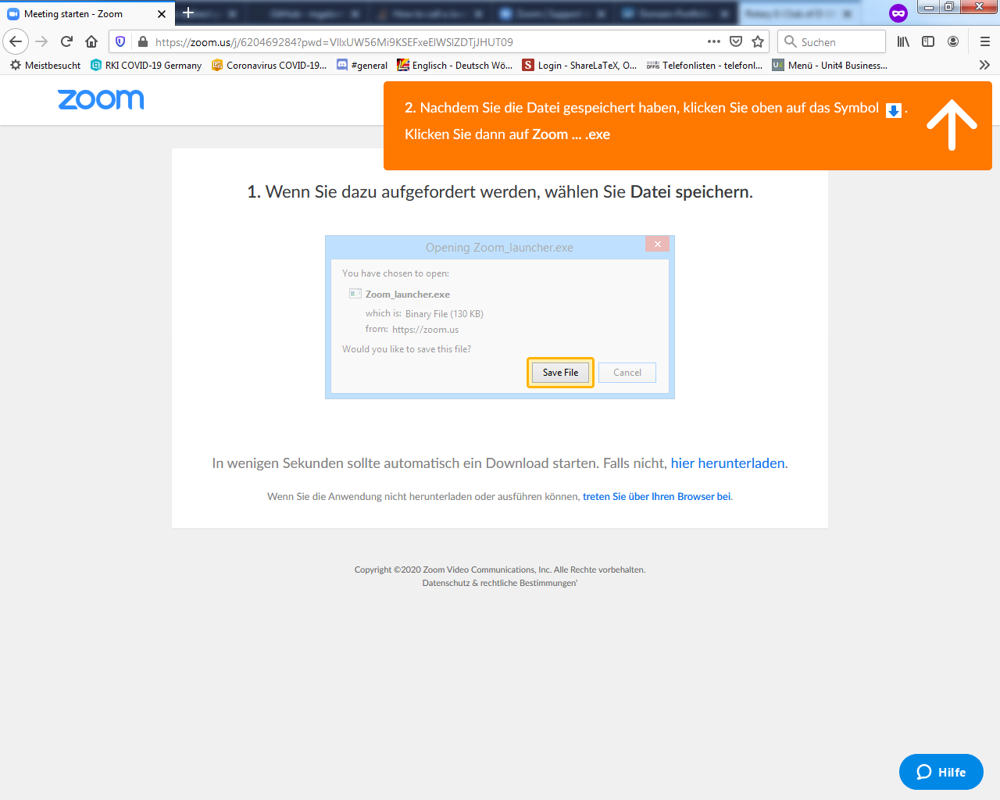 Meeting starten - Zoom
https://zoom.us/j/620469284?pwd=
Suchen
Meistbesucht
RKI COVID-19 Germany
Coronavirus COVID-19...
#general
Englisch - Deutsch Wö...
Login - ShareLaTeX, O...
Telefonlisten - telefonl...
Menü - Unit4 Business...
zoom
2. Nachdem Sie die Datei gespeichert haben, klicken Sie oben auf das Symbol .
Klicken Sie dann auf Zoom ... .exe
1. Wenn Sie dazu aufgefordert werden, wählen Sie Datei speichern.
Opening Zoom_launcher.exe
You have chosen to open:
Zoom_launcher.exe
which is: Binary File (130 KB)
from: https://zoom.us
Would you like to save this file?
Save File
Cancel
In wenigen Sekunden sollte automatisch ein Download starten. Falls nicht, hier herunterladen.
Wenn Sie die Anwendung nicht herunterladen oder ausführen können, treten Sie über Ihren Browser bei.
Copyright ©2020 Zoom Video Communications, Inc. Alle Rechte vorbehalten.
Datenschutz & rechtliche Bestimmungen'
Hilfe